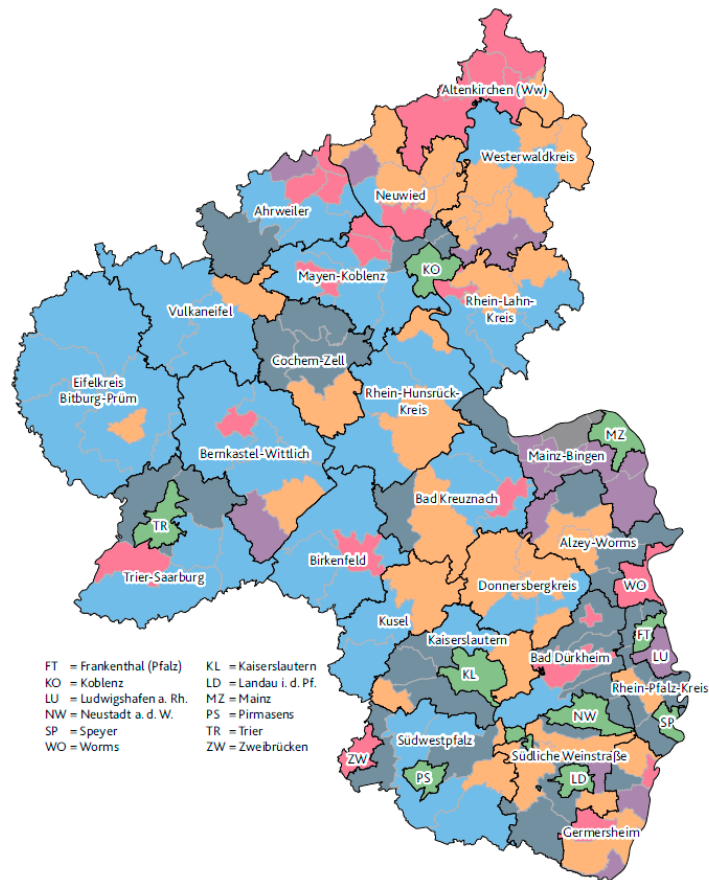 Altenkirchen (Ww)
Westerwaldkreis
Neuwied
Ahrweiler
KO
Mayen-Koblenz
Rhein-Lahn-
Kreis
Vulkaneifel
Cochem-Zell
Eifelkreis
Bitburg-Prüm
Rhein-Hunsrück-
Kreis
MZ
Bernkastel-Wittlich
Mainz-Bingen
Bad Kreuznach
TR
Alzey-Worms
Birkenfeld
Trier-Saarburg
Donnersbergkreis
WO
Kusel
Kaiserslautern
FT
LU
Bad Dürkheim
KL
Rhein-Pfalz-Kreis
NW
SP
Südwestpfalz
Südliche Weinstraße
ZW
PS
LD
Germersheim
FT = Frankenthal (Pfalz)
KO = Koblenz
LU = Ludwigshafen a. Rh.
NW = Neustadt a. d. W.
SP = Speyer
WO = Worms
KL = Kaiserslautern
LD = Landau i. d. Pf.
MZ = Mainz
PS = Pirmasens
TR = Trier
ZW = Zweibrücken